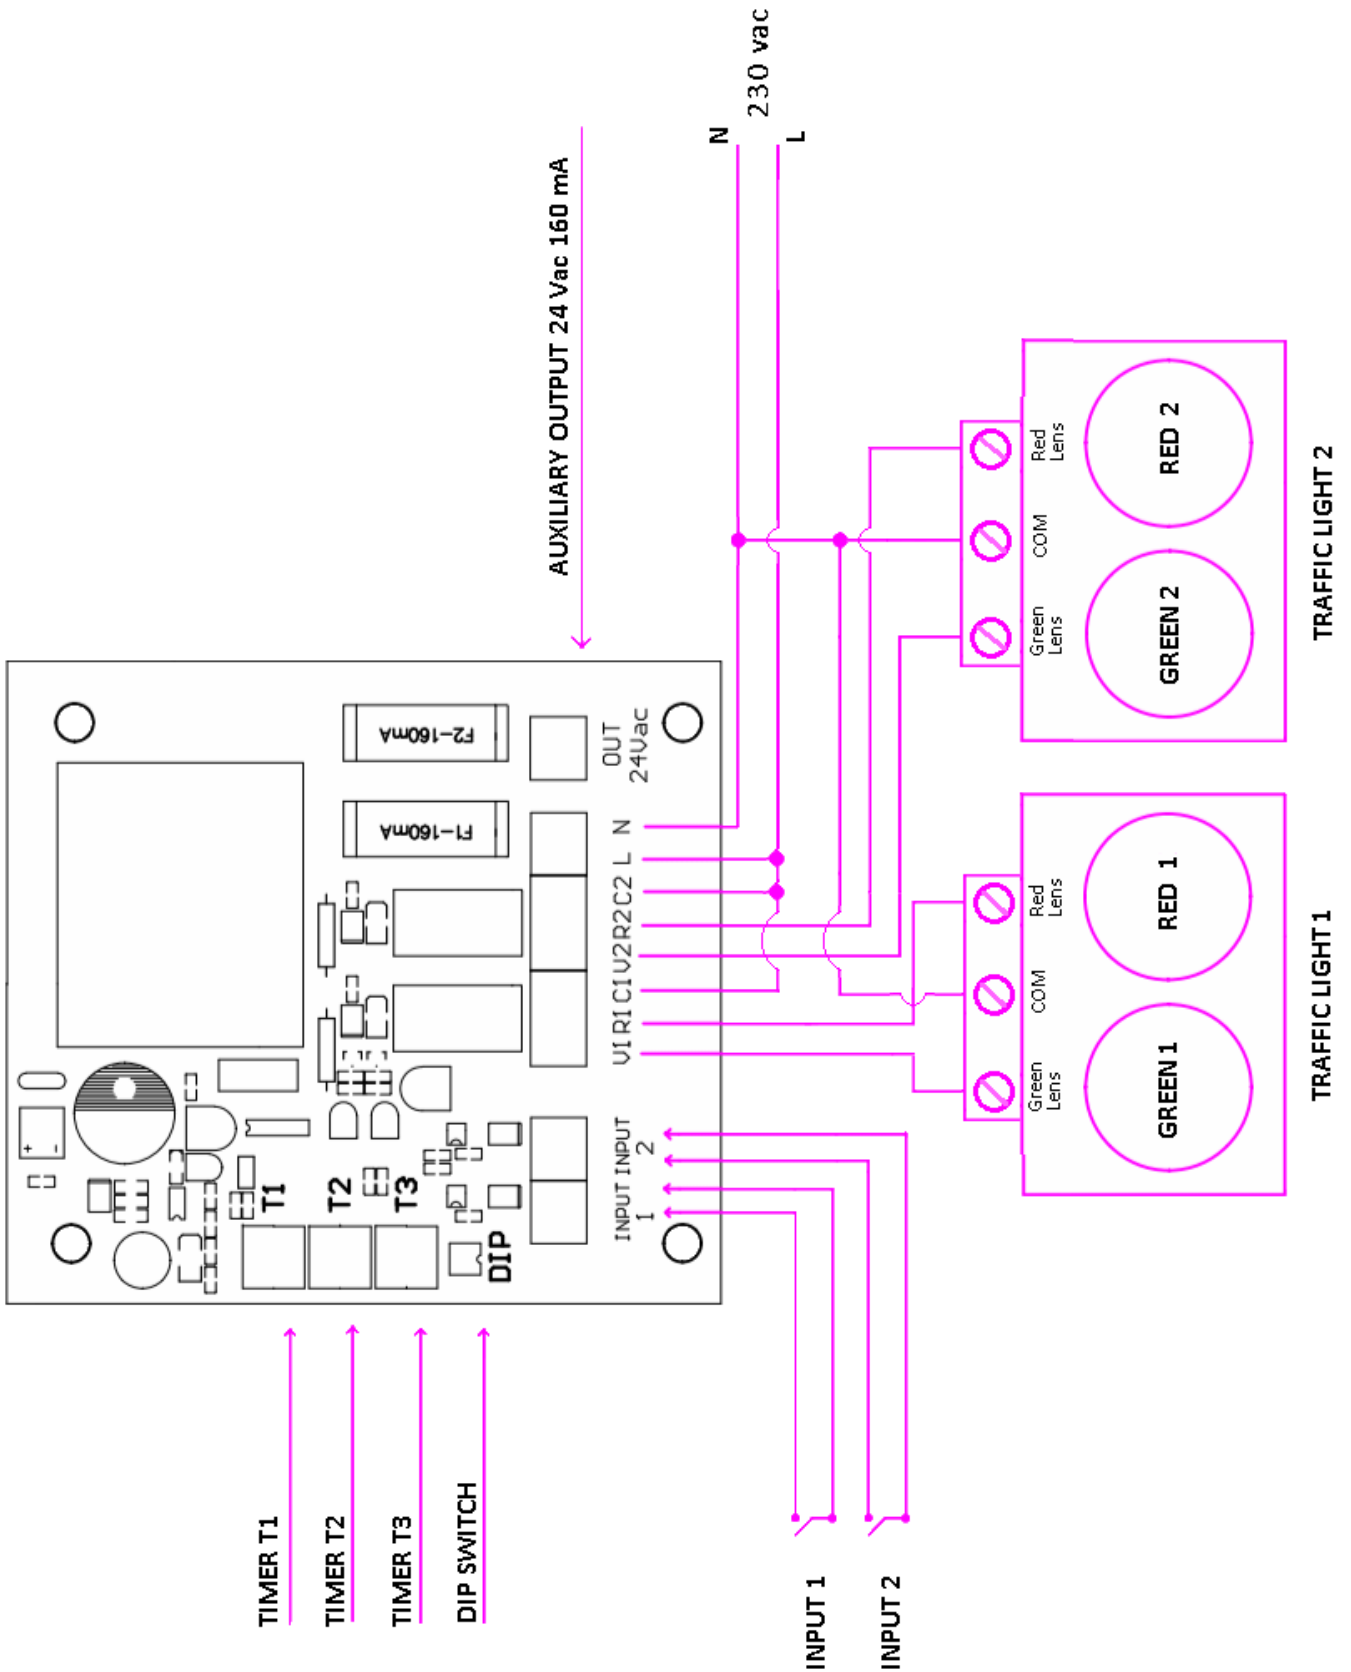 + -
TIMER T1
T1
TIMER T2
T2
TIMER T3
T3
F1-160mA
F2-160mA
DIP SWITCH
DIP
AUXILIARY OUTPUT 24 Vac 160 mA
INPUT INPUT
1 2
V1 R1 C1 V2 R2 C2 L N
OUT
24Vac
N
230 vac
L
INPUT 1
INPUT 2
Green
Lens
COM
Red
Lens
GREEN 1
RED 1
TRAFFIC LIGHT 1
Green
Lens
COM
Red
Lens
GREEN 2
RED 2
TRAFFIC LIGHT 2